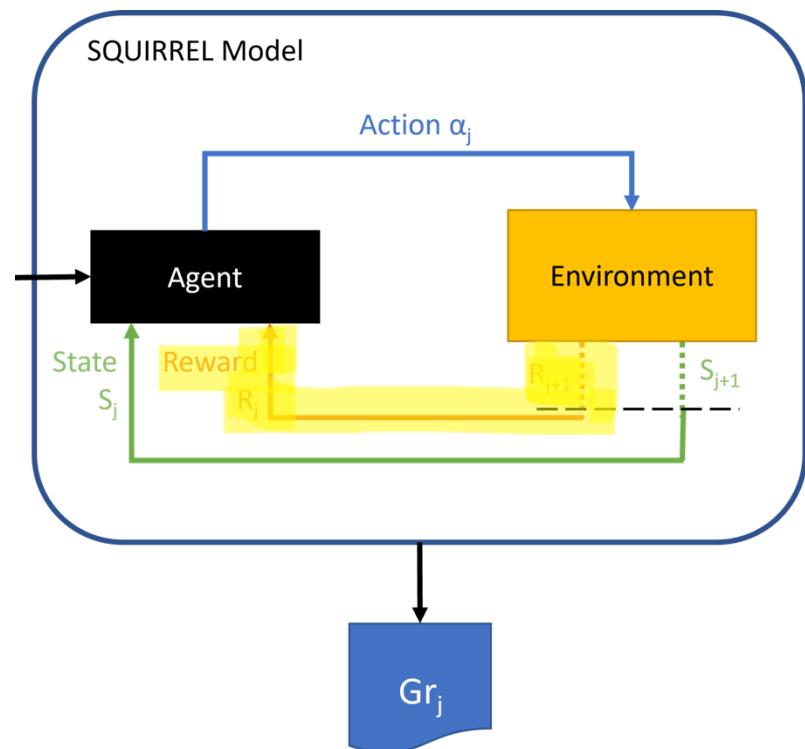 SQUIRREL Model
Action αj
Agent
Environment
State
Sj
Reward
Rj
Rj+1
Sj+1
Grj